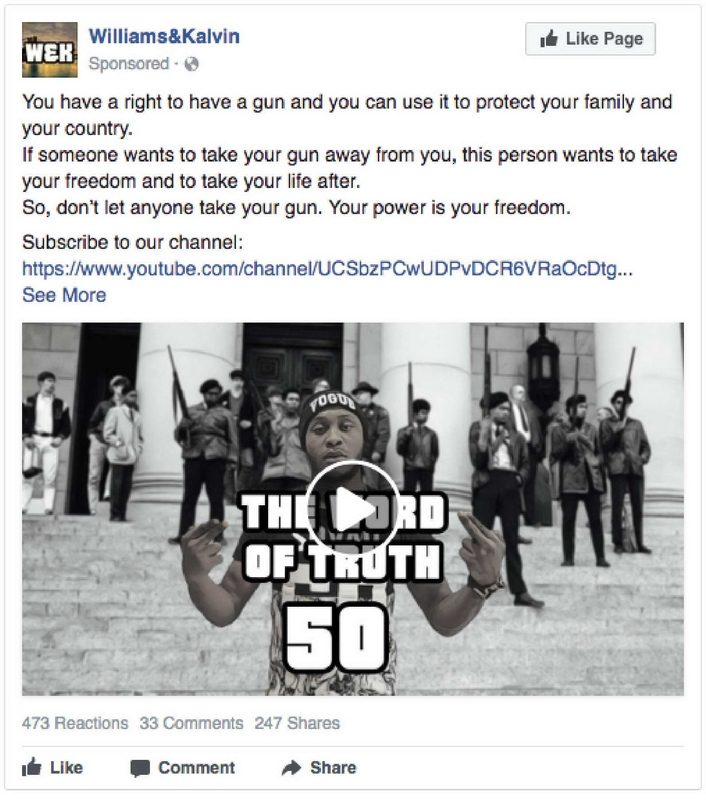 WEK
Williams&Kalvin
Like Page
Sponsored ·
You have a right to have a gun and you can use it to protect your family and
your country.
If someone wants to take your gun away from you, this person wants to take
your freedom and to take your life after.
So, don't let anyone take your gun. Your power is your freedom.
Subscribe to our channel:
https://www.youtube.com/channel/UCSbzPCwUDPvDCR6VRaOcDtg...
See More
VOGUE
THE WORD
OF TRUTH
50
473 Reactions 33 Comments 247 Shares
Like Comment Share